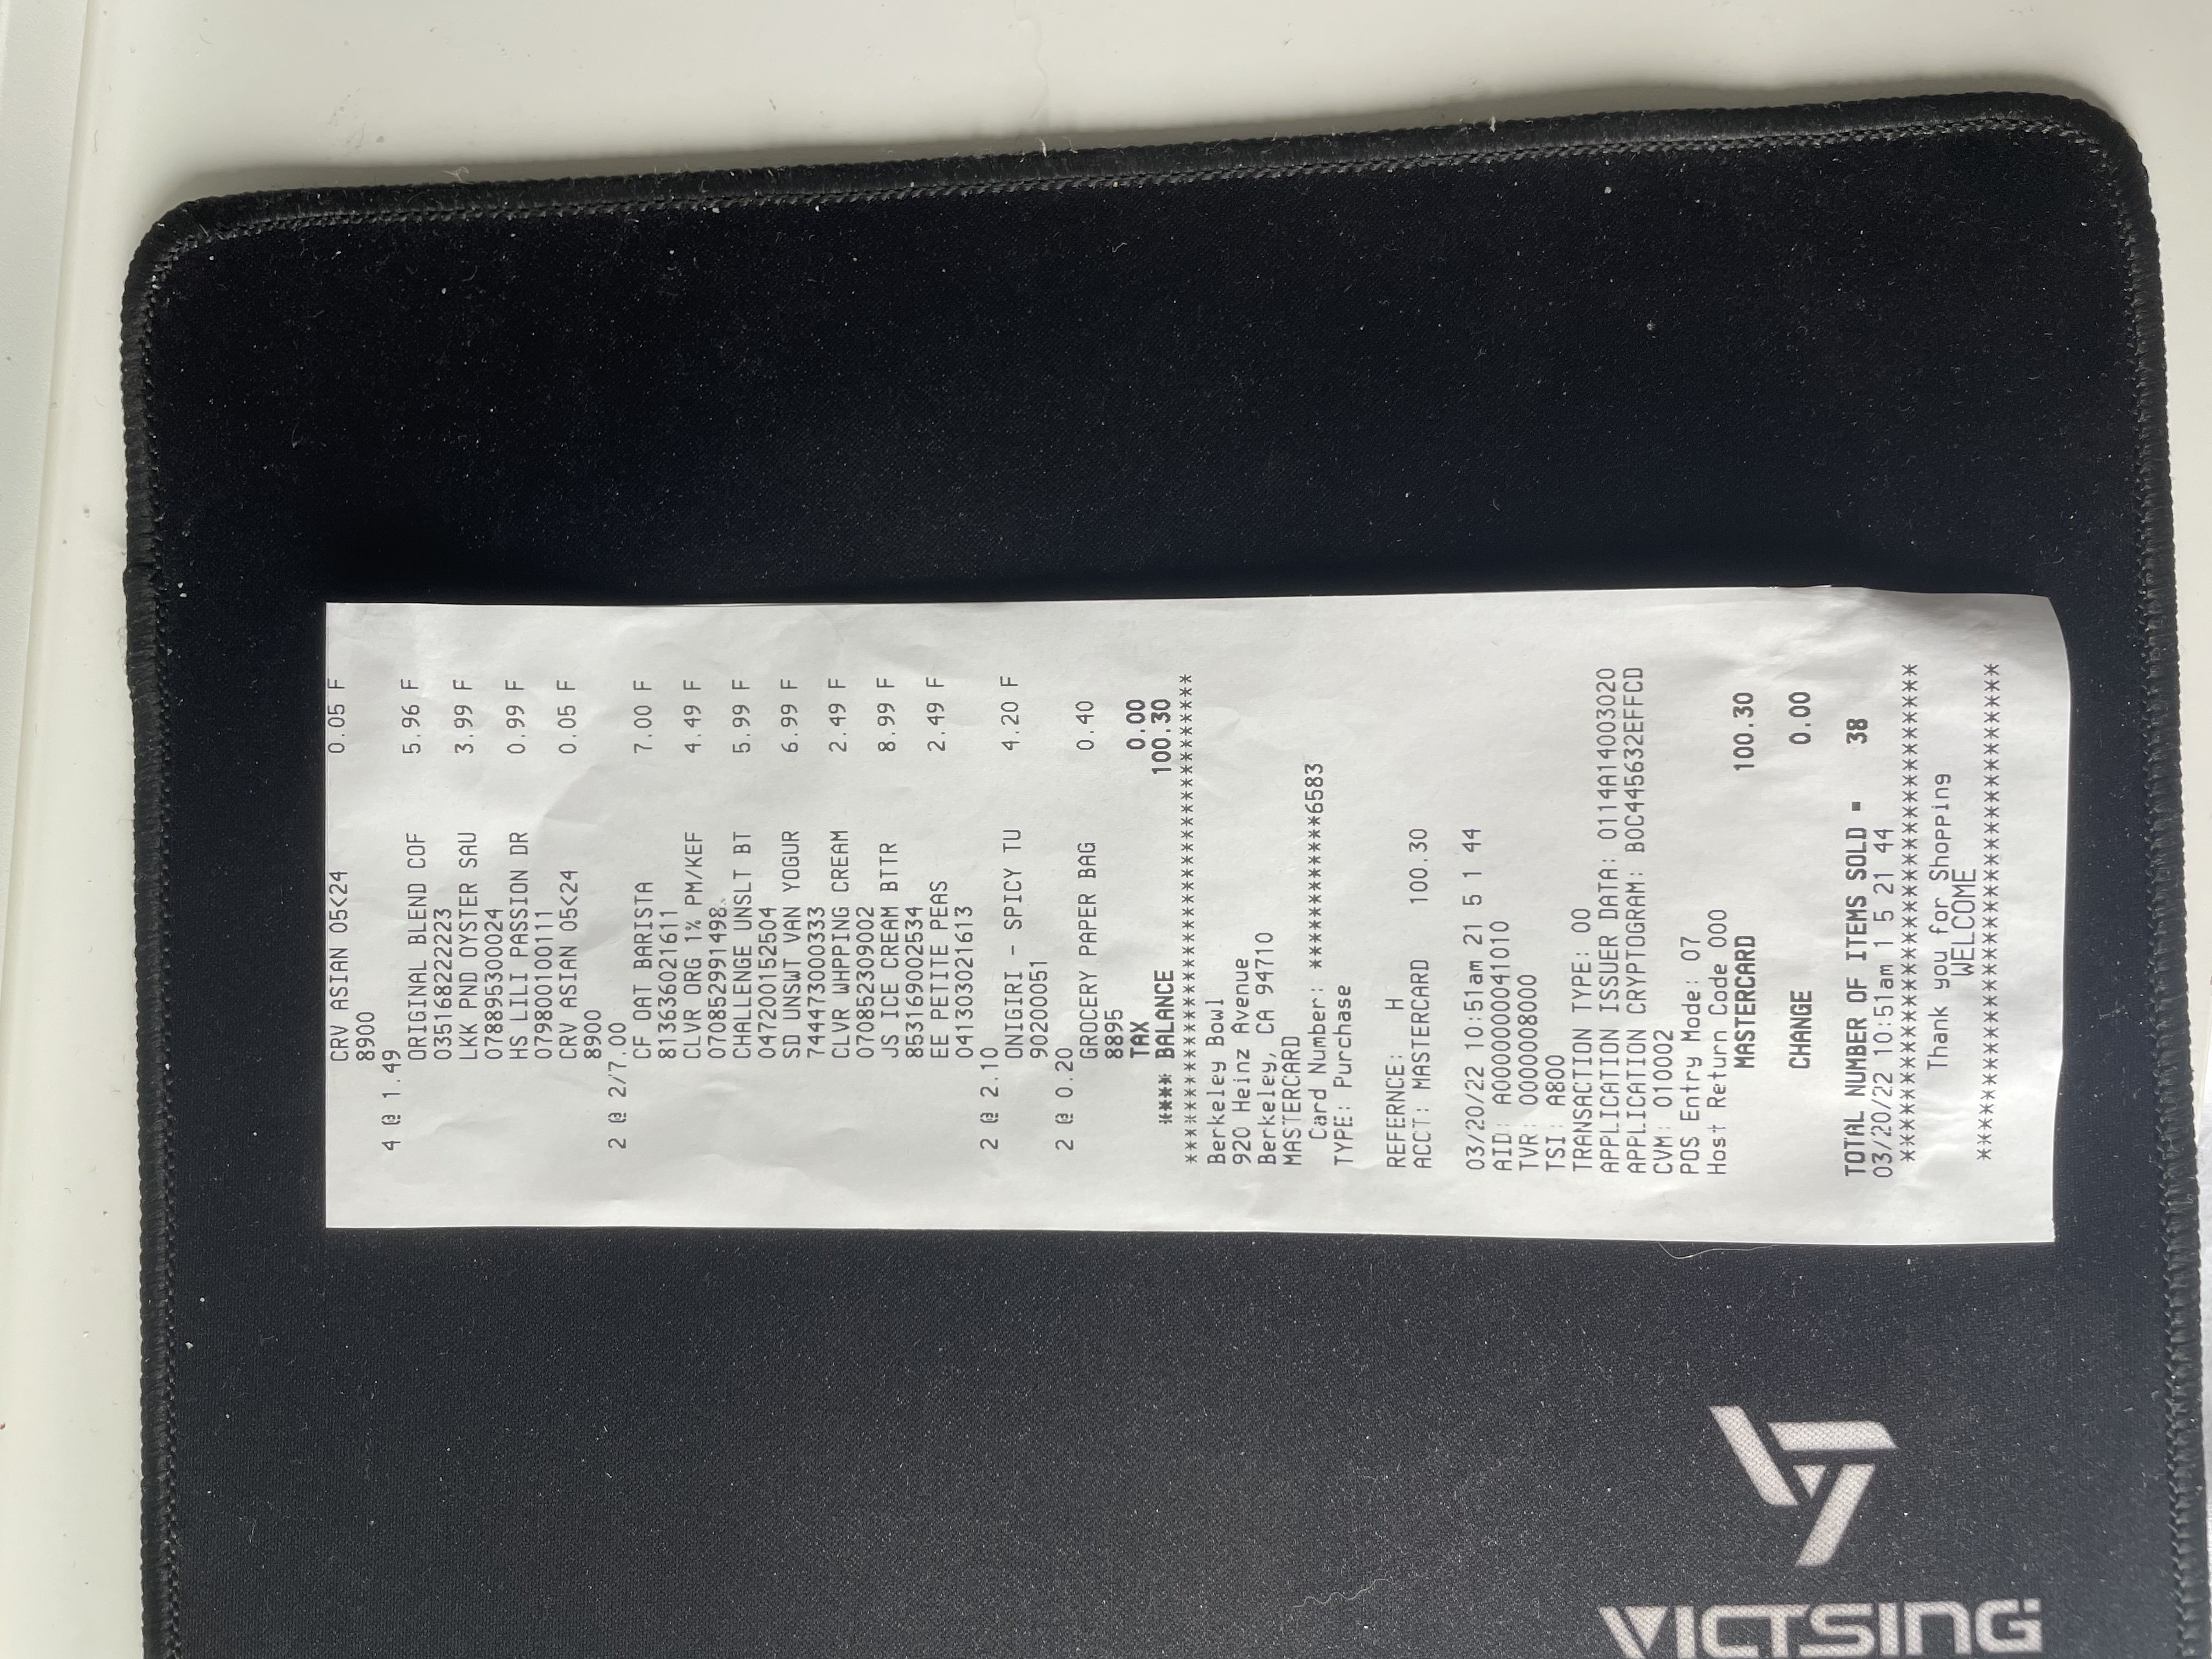 CRV ASIAN 05<24 0.05 F
8900
4 @ 1.49
ORIGINAL BLEND COF 5.96 F
035168222223
LKK PND OYSTER SAU 3.99 F
078895300024
HS LILI PASSION DR 0.99 F
079800100111
CRV ASIAN 05<24 0.05 F
8900
2 @ 2/7.00
CF OAT BARISTA 7.00 F
813636021611
CLVR ORG 1% PM/KEF 4.49 F
070852991498
CHALLENGE UNSLT BT 5.99 F
047200152504
SD UNSWT VAN YOGUR 6.99 F
744473000333
CLVR WHPPING CREAM 2.49 F
070852309002
JS ICE CREAM BTTR 8.99 F
853169002534
EE PETITE PEAS 2.49 F
041303021613
2 @ 2.10
ONIGIRI - SPICY TU 4.20 F
90200051
2 @ 0.20
GROCERY PAPER BAG 0.40
8895
TAX 0.00
**** BALANCE 100.30
**************************************
Berkeley Bowl
920 Heinz Avenue
Berkeley, CA 94710
MASTERCARD
Card Number: ************6583
TYPE: Purchase
REFERNCE: H
ACCT: MASTERCARD 100.30
03/20/22 10:51am 21 5 1 44
AID: A0000000041010
TVR: 0000008000
TSI: A800
TRANSACTION TYPE: 00
APPLICATION ISSUER DATA: 0114A14003020
APPLICATION CRYPTOGRAM: B0C445632EFFCD
CVM: 010002
POS Entry Mode: 07
Host Return Code 000
MASTERCARD 100.30
CHANGE 0.00
TOTAL NUMBER OF ITEMS SOLD = 38
03/20/22 10:51am 1 5 21 44
********************************
Thank you for Shopping
WELCOME
********************************
VICTSING